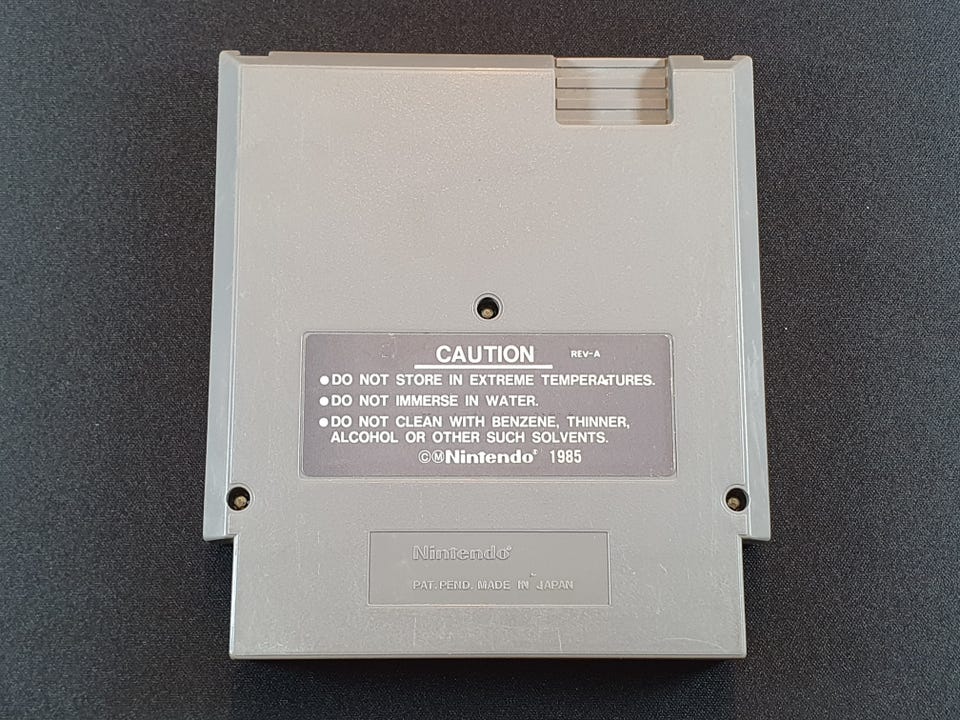 CAUTION REV-A
●DO NOT STORE IN EXTREME TEMPERATURES.
●DO NOT IMMERSE IN WATER.
●DO NOT CLEAN WITH BENZENE, THINNER,
ALCOHOL OR OTHER SUCH SOLVENTS.
©ⓂNintendo® 1985
Nintendo®
PAT. PEND. MADE IN JAPAN